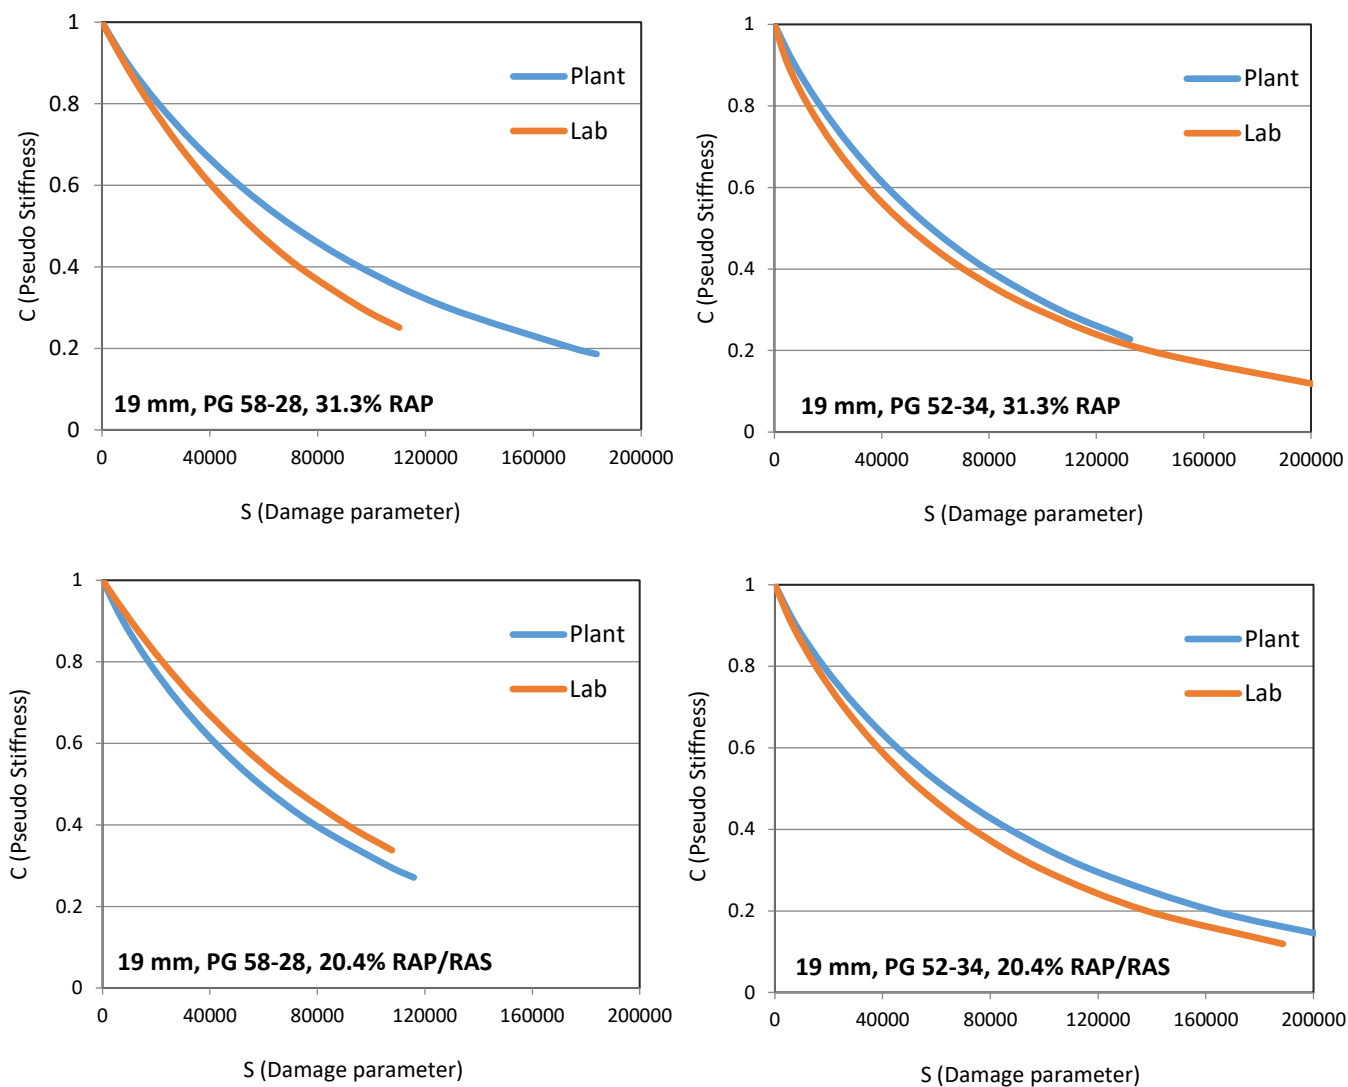 C (Pseudo Stiffness)
1
0.8
0.6
0.4
0.2
0
Plant
Lab
19 mm, PG 58-28, 31.3% RAP
0 40000 80000 120000 160000 200000
S (Damage parameter)
C (Pseudo Stiffness)
1
0.8
0.6
0.4
0.2
0
Plant
Lab
19 mm, PG 52-34, 31.3% RAP
0 40000 80000 120000 160000 200000
S (Damage parameter)
C (Pseudo Stiffness)
1
0.8
0.6
0.4
0.2
0
Plant
Lab
19 mm, PG 58-28, 20.4% RAP/RAS
0 40000 80000 120000 160000 200000
S (Damage parameter)
C (Pseudo Stiffness)
1
0.8
0.6
0.4
0.2
0
Plant
Lab
19 mm, PG 52-34, 20.4% RAP/RAS
0 40000 80000 120000 160000 200000
S (Damage parameter)